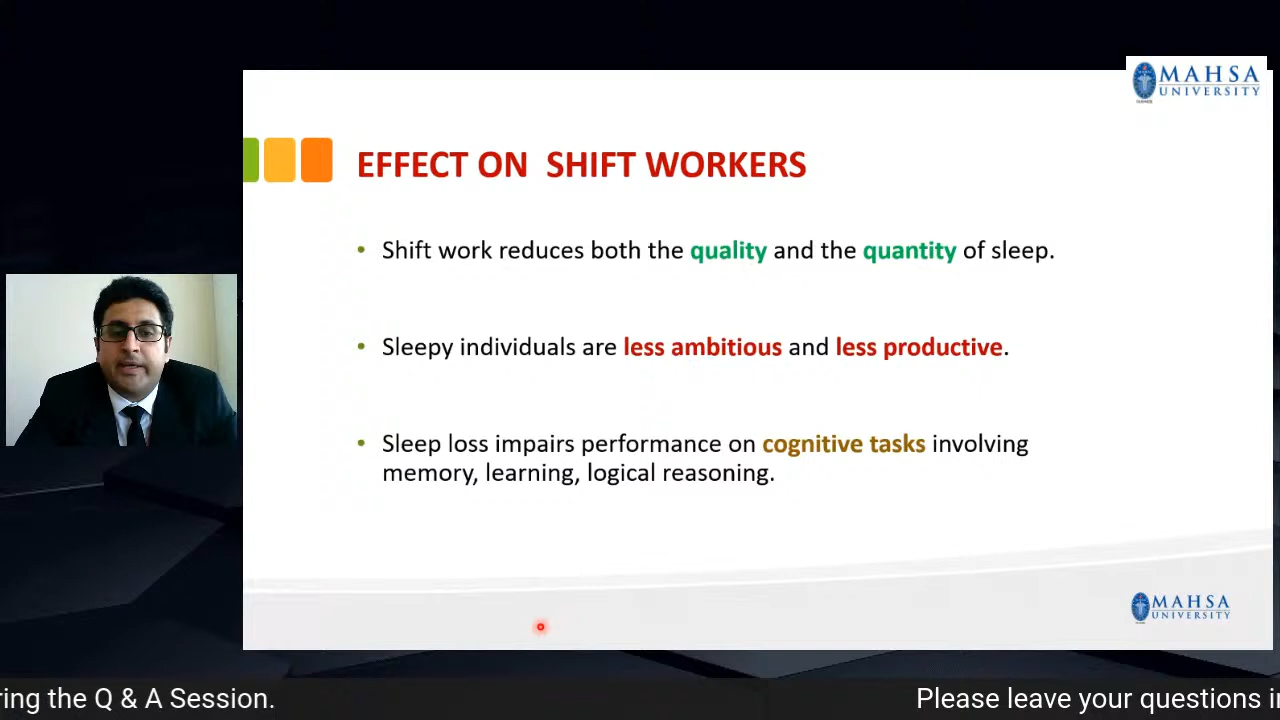 MAHSA
UNIVERSITY
EFFECT ON SHIFT WORKERS
• Shift work reduces both the quality and the quantity of sleep.
• Sleepy individuals are less ambitious and less productive.
• Sleep loss impairs performance on cognitive tasks involving
memory, learning, logical reasoning.
MAHSA
UNIVERSITY
ring the Q & A Session.
Please leave your questions in